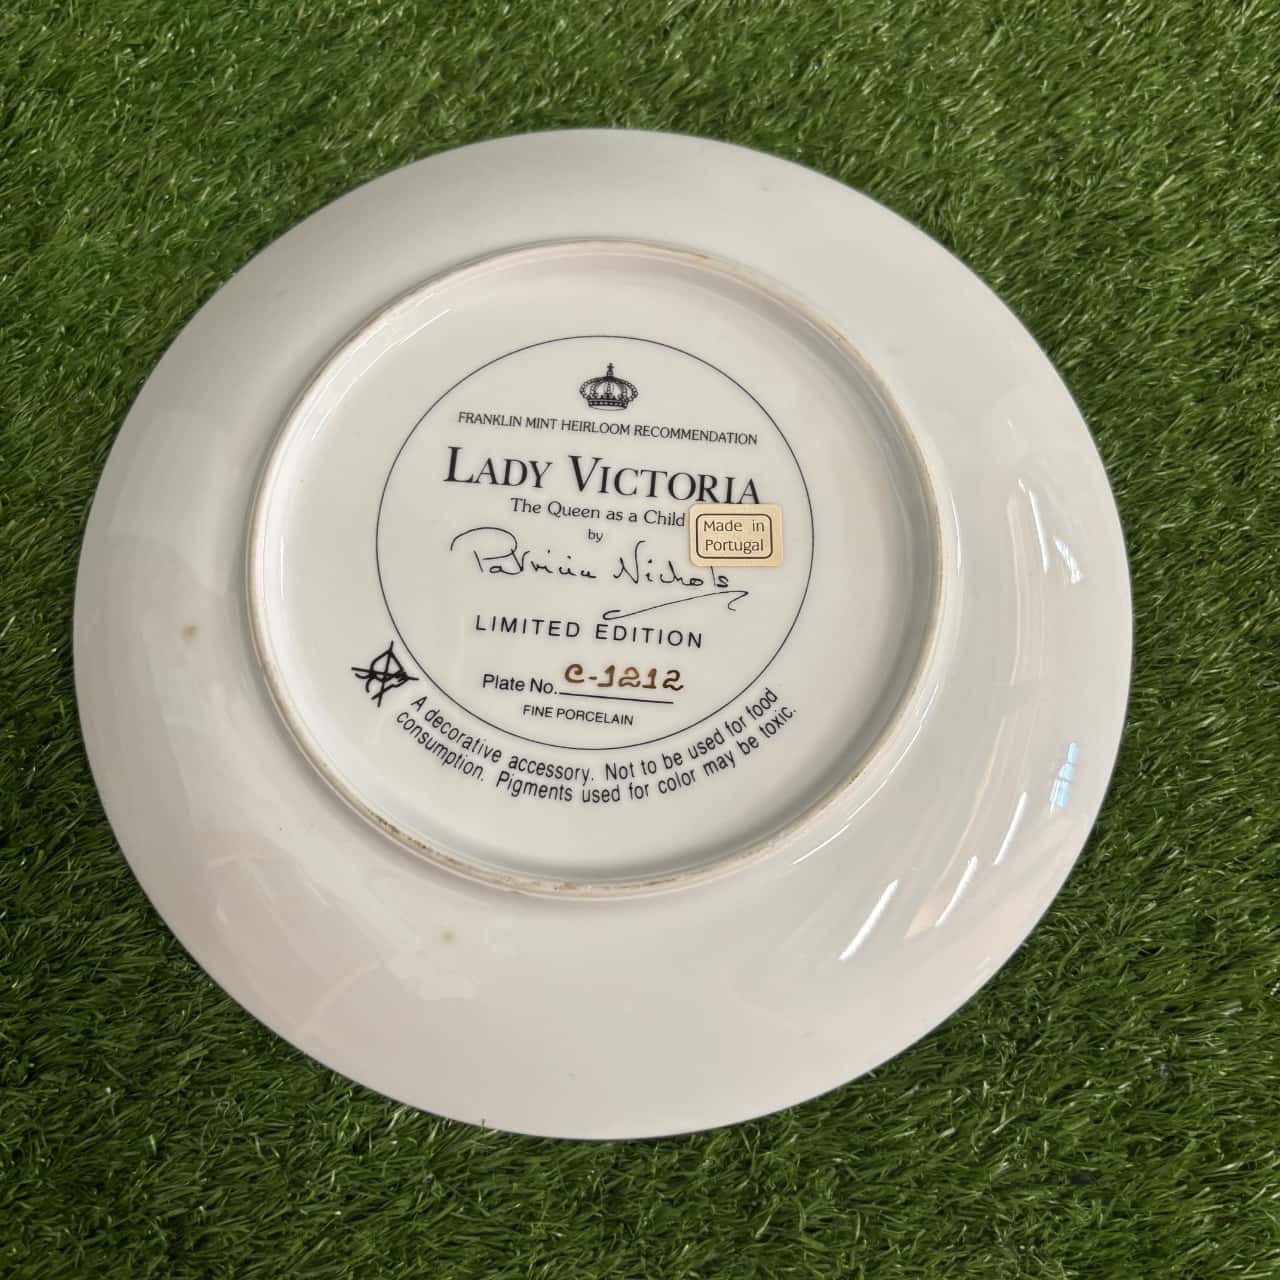 FRANKLIN MINT HEIRLOOM RECOMMENDATION
LADY VICTORIA
The Queen as a Child
by
Patricia Nichols
Made in
Portugal
LIMITED EDITION
Plate No. C-1212
FINE PORCELAIN
A decorative accessory. Not to be used for food
consumption. Pigments used for color may be toxic.